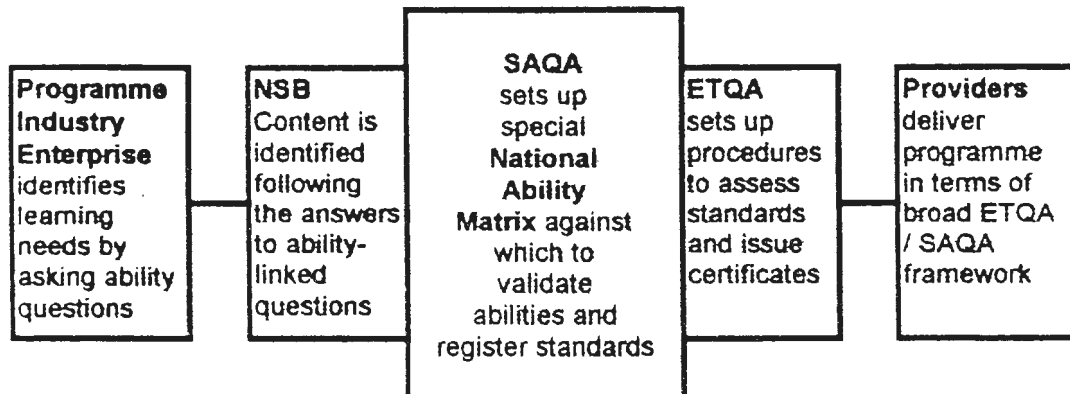 Programme
Industry
Enterprise
identifies
learning
needs by
asking ability
questions
NSB
Content is
identified
following
the answers
to ability-
linked
questions
SAQA
sets up
special
National
Ability
Matrix against
which to
validate
abilities and
register standards
ETQA
sets up
procedures
to assess
standards
and issue
certificates
Providers
deliver
programme
in terms of
broad ETQA
/ SAQA
framework